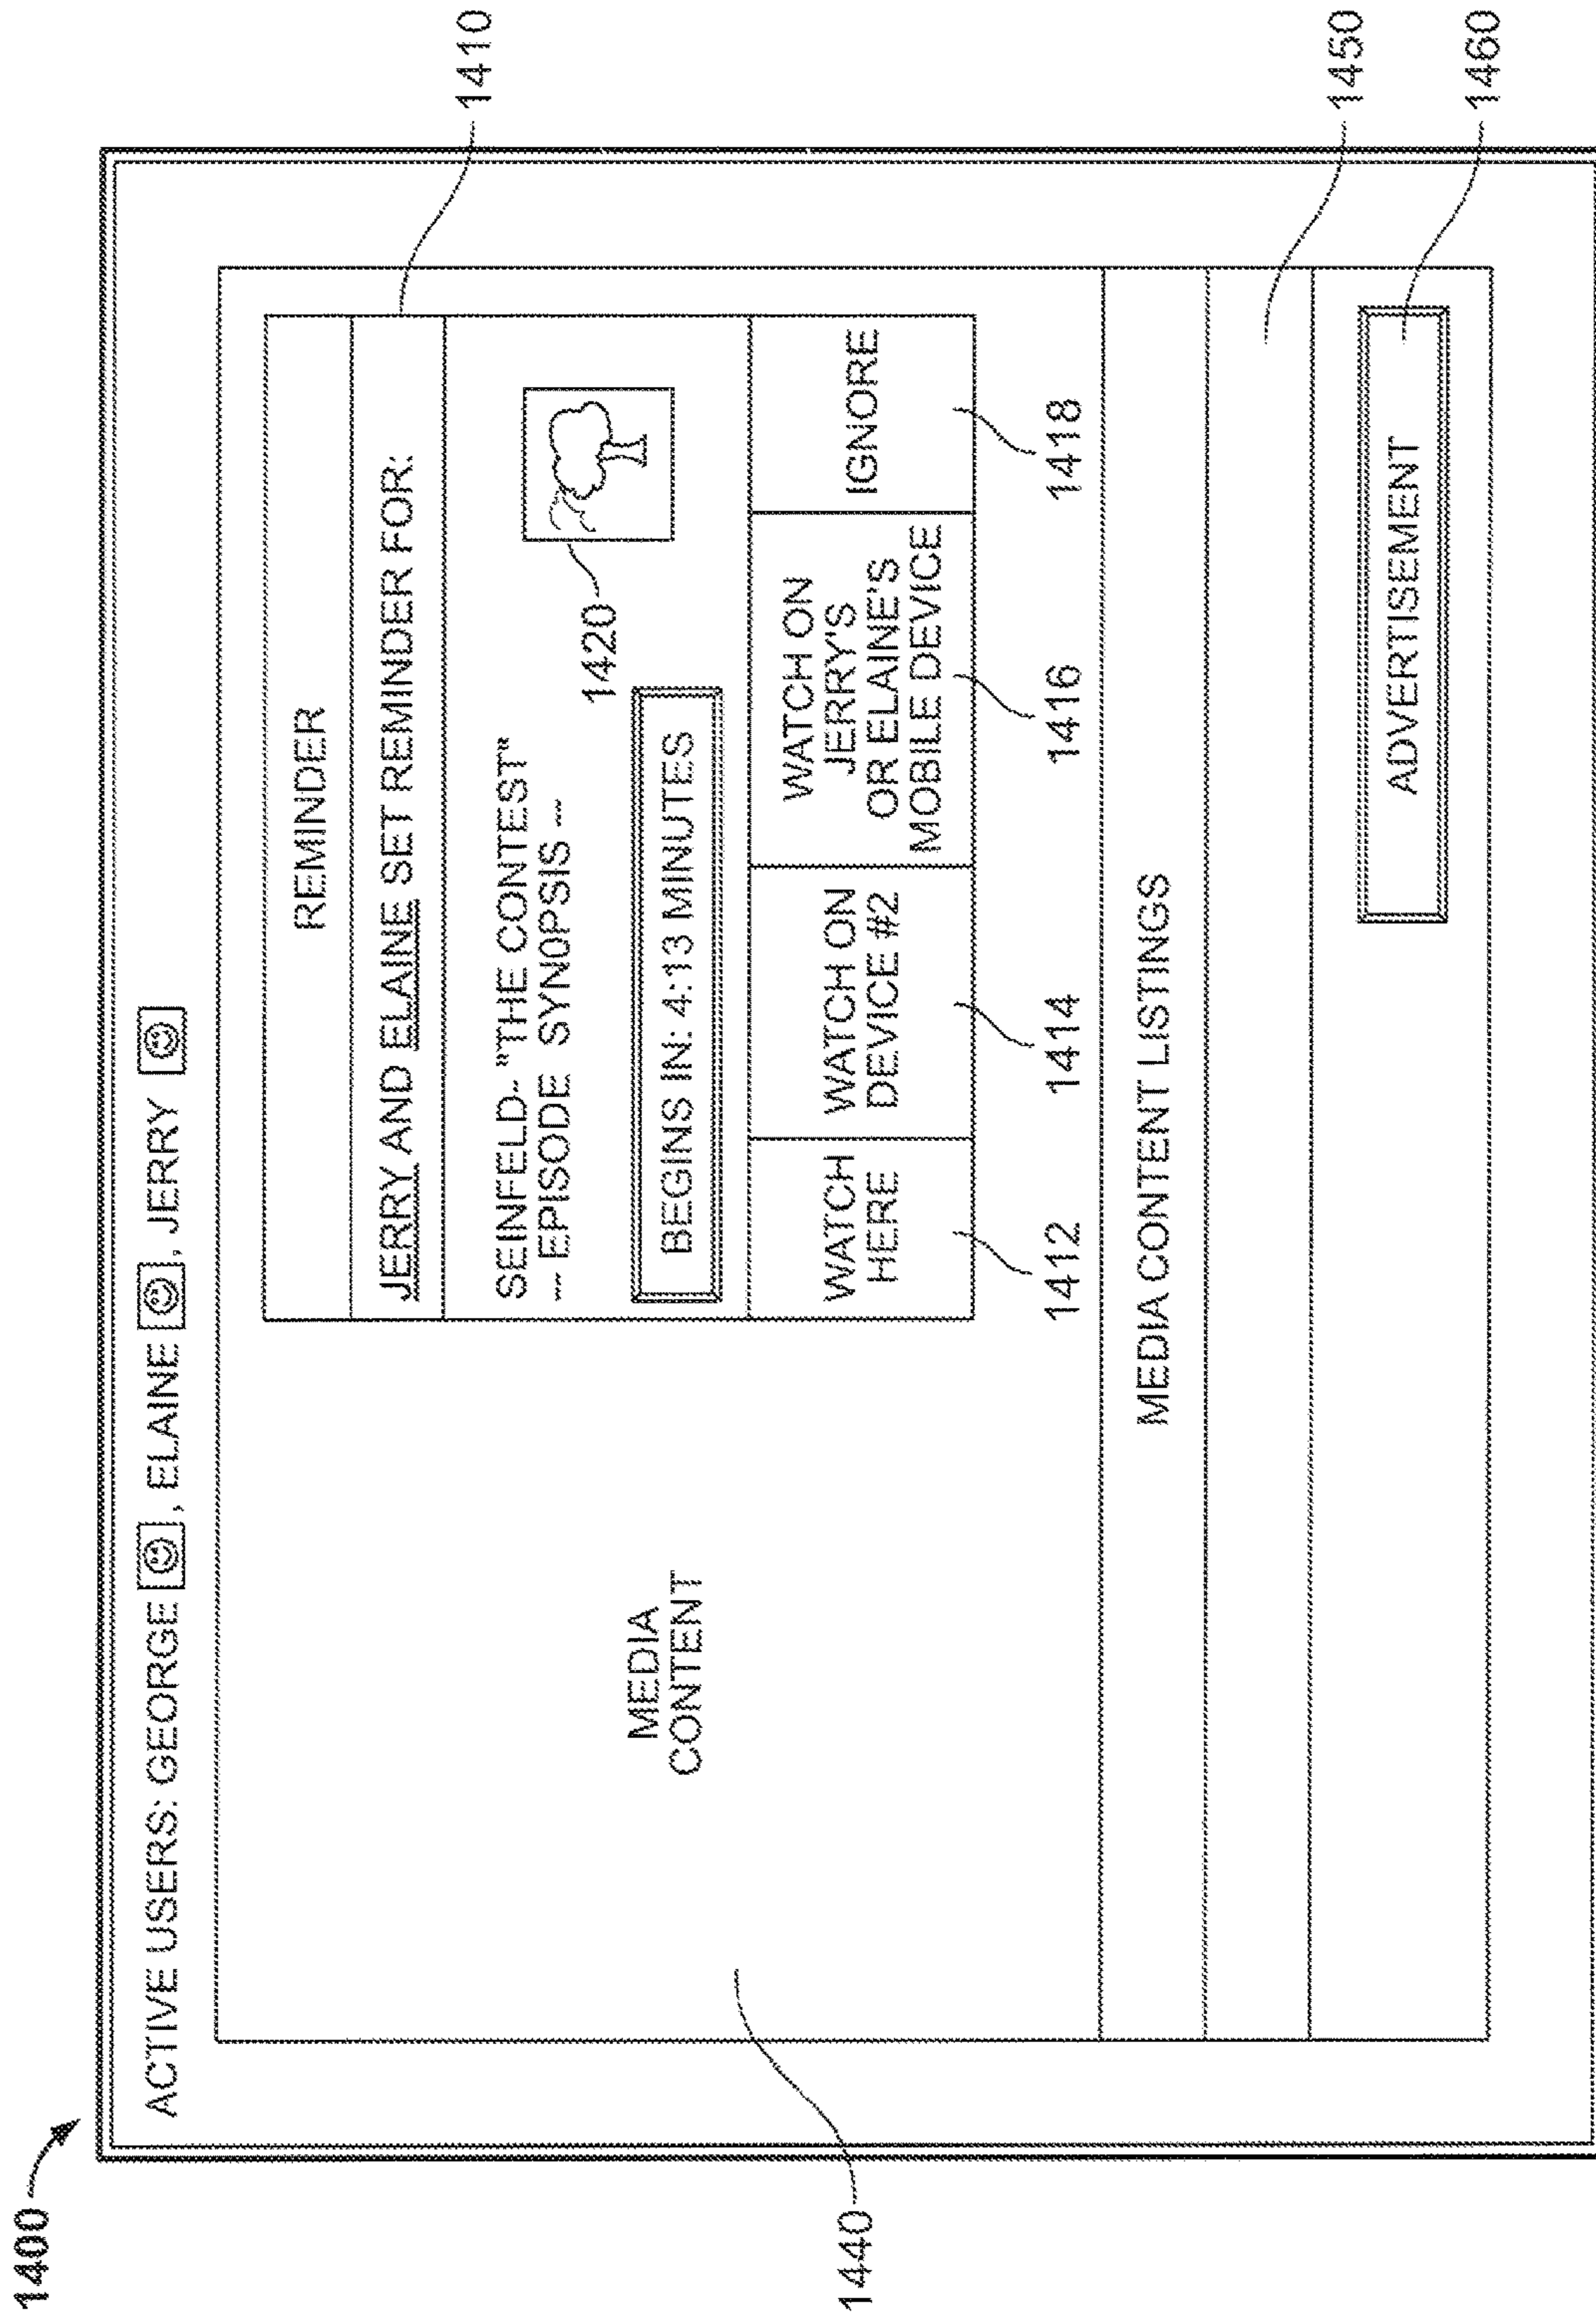 1400
ACTIVE USERS: GEORGE , ELAINE , JERRY
REMINDER
JERRY AND ELAINE SET REMINDER FOR:
1410
SEINFELD- "THE CONTEST"
-- EPISODE SYN0PSIS --
1420
BEGINS IN: 4:13 MINUTES
MEDIA
CONTENT
WATCH
HERE
WATCH ON
DEVICE #2
WATCH ON
JERRY'S
OR ELAINE'S
MOBILE DEVICE
IGNORE
1440
1412
1414
1416
1418
MEDIA CONTENT LISTINGS
1450
ADVERTISEMENT
1460